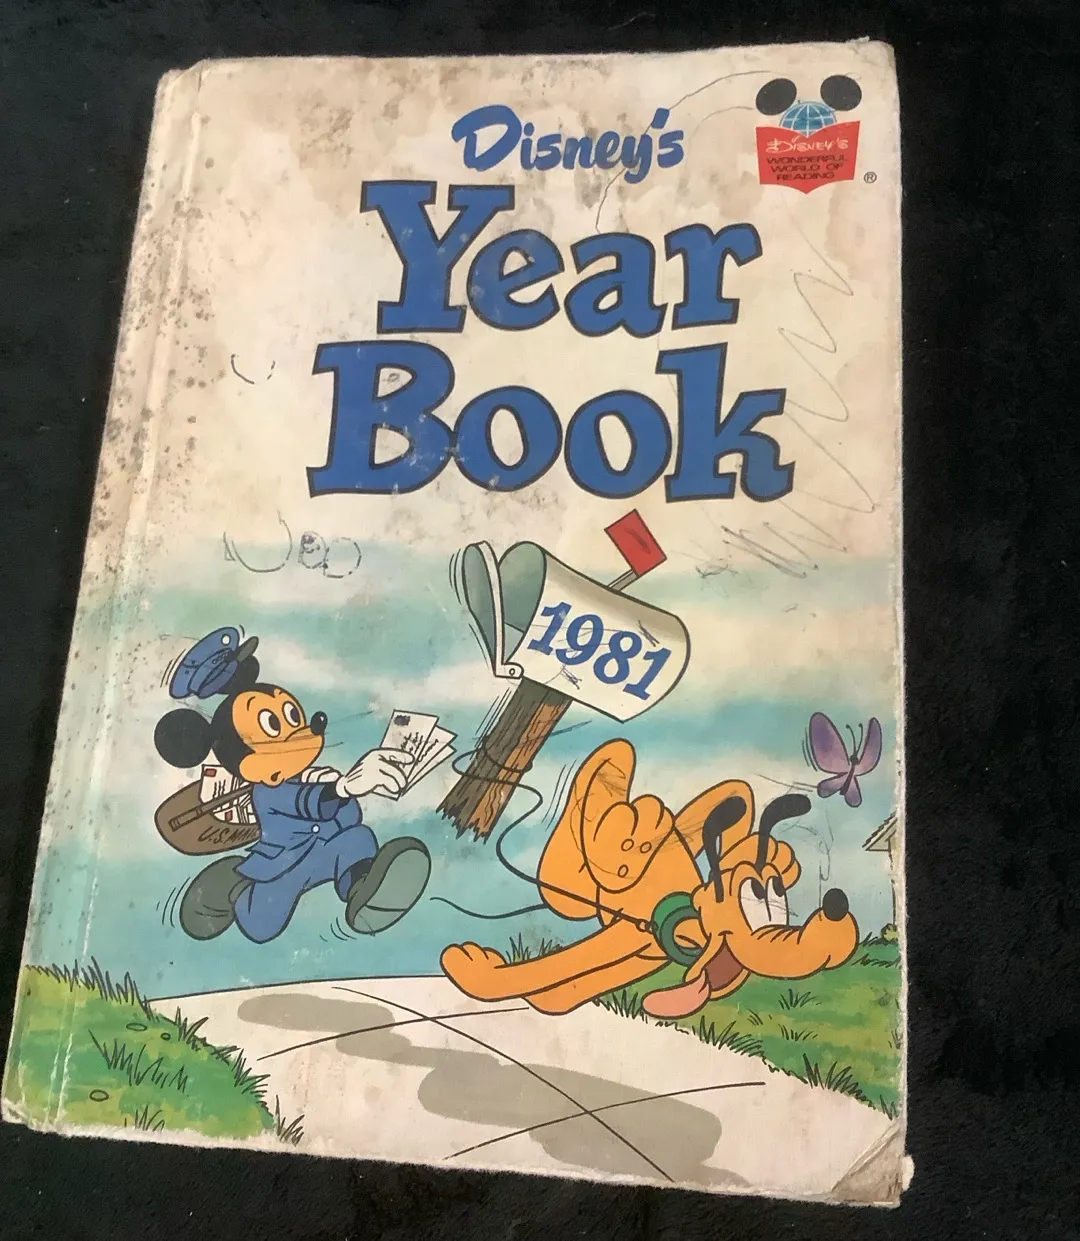 Disney's
DISNEY'S
WONDERFUL
WORLD OF
READING
®
Year
Book
1981
U.S. MAIL